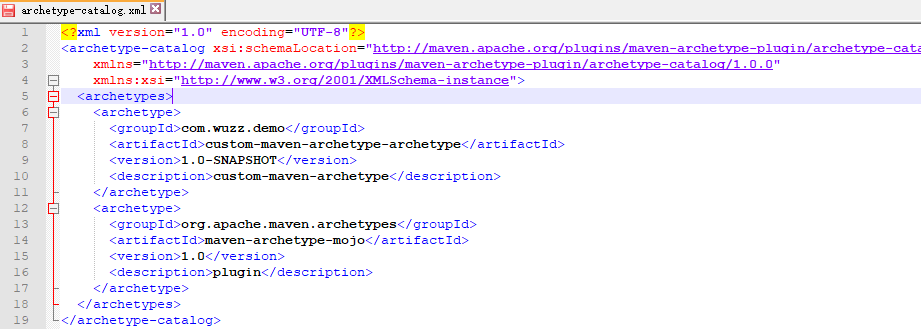 archetype-catalog.xml
1 <?xml version="1.0" encoding="UTF-8"?>
2 <archetype-catalog xsi:schemaLocation="http://maven.apache.org/plugins/maven-archetype-plugin/archetype-cata
3 xmlns="http://maven.apache.org/plugins/maven-archetype-plugin/archetype-catalog/1.0.0"
4 xmlns:xsi="http://www.w3.org/2001/XMLSchema-instance">
5 <archetypes>
6 <archetype>
7 <groupId>com.wuzz.demo</groupId>
8 <artifactId>custom-maven-archetype-archetype</artifactId>
9 <version>1.0-SNAPSHOT</version>
10 <description>custom-maven-archetype</description>
11 </archetype>
12 <archetype>
13 <groupId>org.apache.maven.archetypes</groupId>
14 <artifactId>maven-archetype-mojo</artifactId>
15 <version>1.0</version>
16 <description>plugin</description>
17 </archetype>
18 </archetypes>
19 </archetype-catalog>